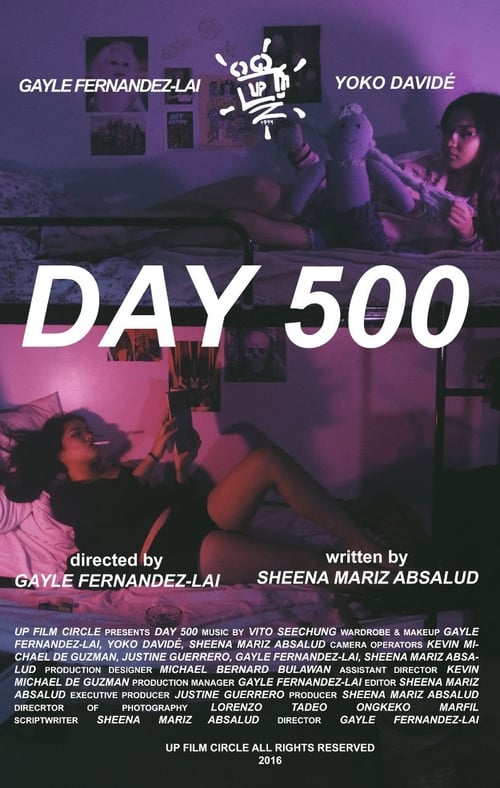 GAYLE FERNANDEZ-LAI
UP
YOKO DAVIDÉ
DAY 500
directed by
GAYLE FERNANDEZ-LAI
written by
SHEENA MARIZ ABSALUD
UP FILM CIRCLE PRESENTS DAY 500 MUSIC BY VITO SEECHUNG WARDROBE & MAKEUP GAYLE
FERNANDEZ-LAI, YOKO DAVIDÉ, SHEENA MARIZ ABSALUD CAMERA OPERATORS KEVIN MI-
CHAEL DE GUZMAN, JUSTINE GUERRERO, GAYLE FERNANDEZ-LAI, SHEENA MARIZ ABSA-
LUD PRODUCTION DESIGNER MICHAEL BERNARD BULAWAN ASSISTANT DIRECTOR KEVIN
MICHAEL DE GUZMAN PRODUCTION MANAGER GAYLE FERNANDEZ-LAI EDITOR SHEENA MARIZ
ABSALUD EXECUTIVE PRODUCER JUSTINE GUERRERO PRODUCER SHEENA MARIZ ABSALUD
DIRECRTOR OF PHOTOGRAPHY LORENZO TADEO ONGKEKO MARFIL
SCRIPTWRITER SHEENA MARIZ ABSALUD DIRECTOR GAYLE FERNANDEZ-LAI
UP FILM CIRCLE ALL RIGHTS RESERVED
2016